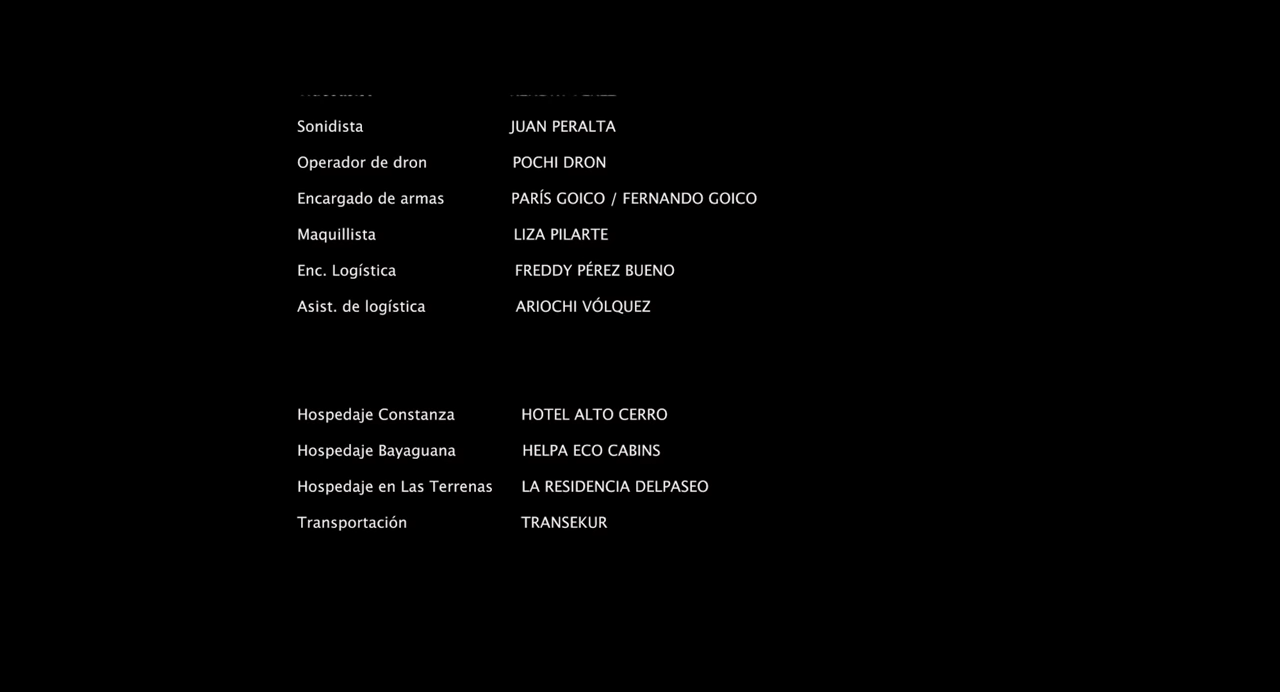 Sonidista JUAN PERALTA
Operador de dron POCHI DRON
Encargado de armas PARÍS GOICO / FERNANDO GOICO
Maquillista LIZA PILARTE
Enc. Logística FREDDY PÉREZ BUENO
Asist. de logística ARIOCHI VÓLQUEZ
Hospedaje Constanza HOTEL ALTO CERRO
Hospedaje Bayaguana HELPA ECO CABINS
Hospedaje en Las Terrenas LA RESIDENCIA DELPASEO
Transportación TRANSEKUR